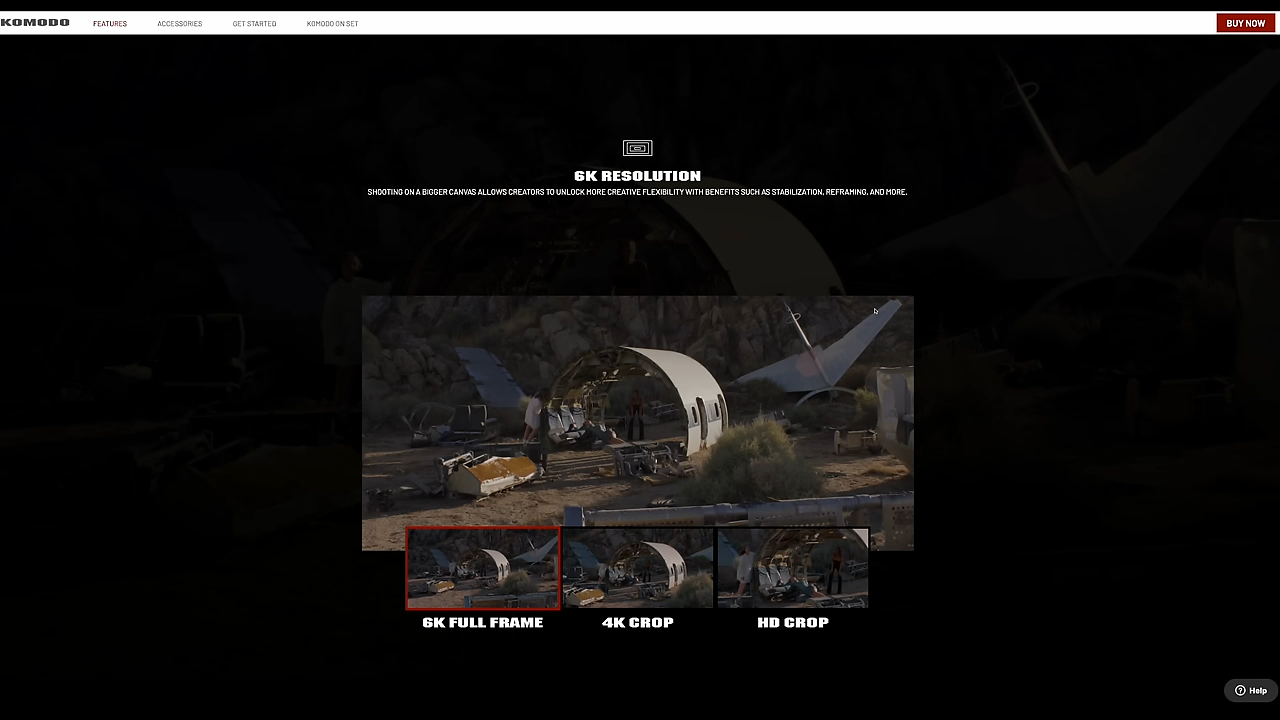 KOMODO FEATURES ACCESSORIES GET STARTED KOMODO ON SET BUY NOW
6K RESOLUTION
SHOOTING ON A BIGGER CANVAS ALLOWS CREATORS TO UNLOCK MORE CREATIVE FLEXIBILITY WITH BENEFITS SUCH AS STABILIZATION, REFRAMING, AND MORE.
6K FULL FRAME 4K CROP HD CROP
Help